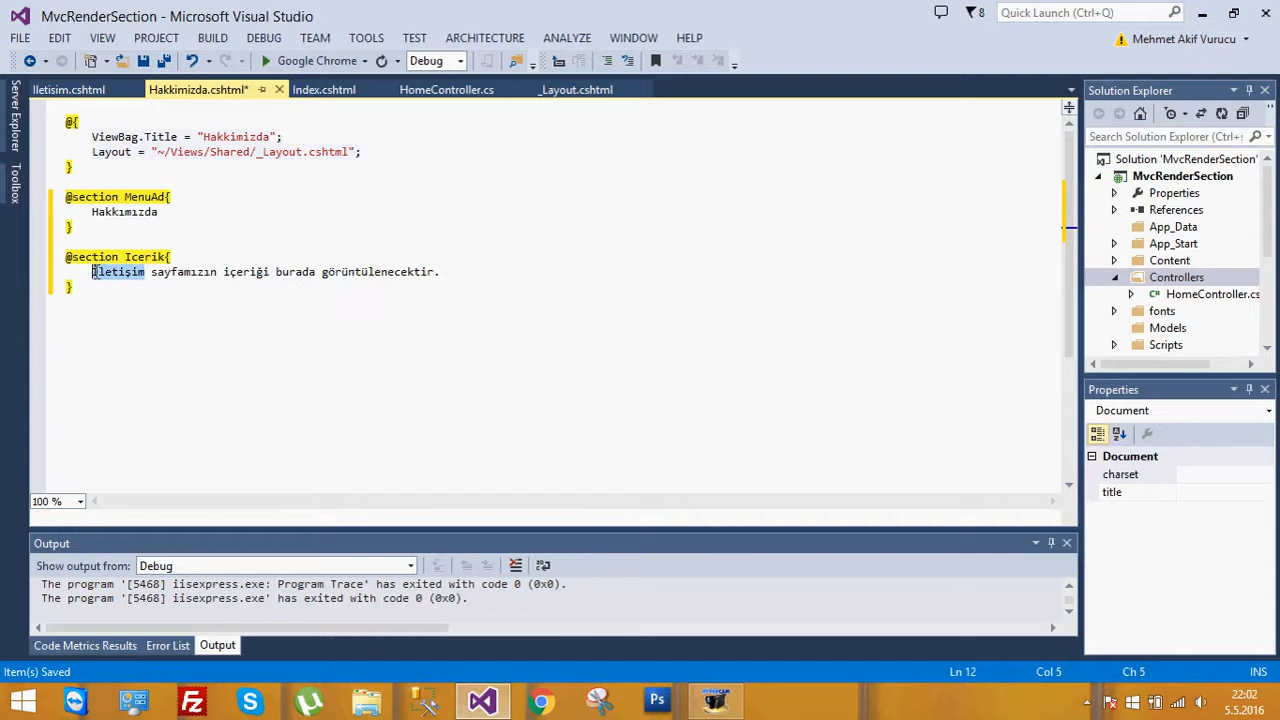 MvcRenderSection - Microsoft Visual Studio
8
Quick Launch (Ctrl+Q)
FILE EDIT VIEW PROJECT BUILD DEBUG TEAM TOOLS TEST ARCHITECTURE ANALYZE WINDOW HELP
Mehmet Akif Vurucu
Google Chrome
Debug
Server Explorer
Toolbox
Iletisim.cshtml Hakkimizda.cshtml* Index.cshtml HomeController.cs _Layout.cshtml
@{
ViewBag.Title = "Hakkimizda";
Layout = "~/Views/Shared/_Layout.cshtml";
}
@section MenuAd{
Hakkımızda
}
@section Icerik{
İletişim sayfamızın içeriği burada görüntülenecektir.
}
100 %
Solution Explorer
Search Solution Explorer
Solution 'MvcRenderSection'
MvcRenderSection
Properties
References
App_Data
App_Start
Content
Controllers
HomeController.cs
fonts
Models
Scripts
Properties
Document
Document
charset
title
Output
Show output from: Debug
The program '[5468] iisexpress.exe: Program Trace' has exited with code 0 (0x0).
The program '[5468] iisexpress.exe' has exited with code 0 (0x0).
Code Metrics Results Error List Output
Item(s) Saved
Ln 12 Col 5 Ch 5 INS
22:02
5.5.2016